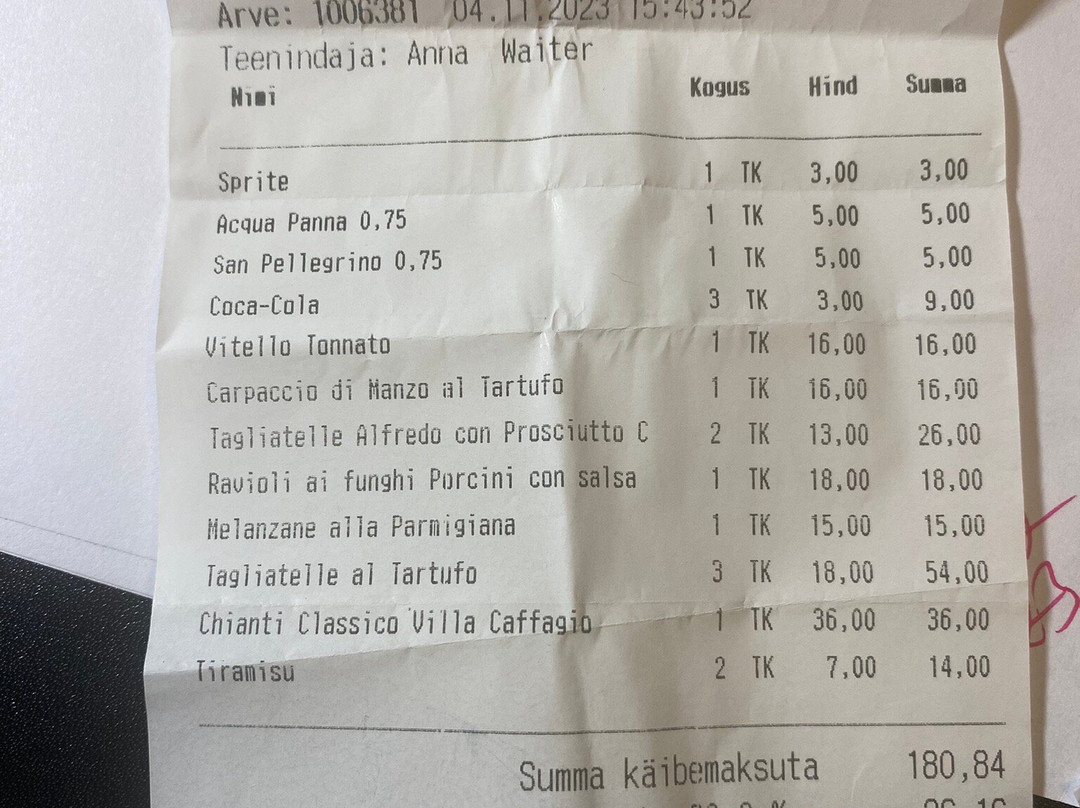 Arve: 1006381 04.11.2023 15:43:52
Teenindaja: Anna Waiter
Nimi Kogus Hind Summa
Sprite 1 TK 3,00 3,00
Acqua Panna 0,75 1 TK 5,00 5,00
San Pellegrino 0,75 1 TK 5,00 5,00
Coca-Cola 3 TK 3,00 9,00
Vitello Tonnato 1 TK 16,00 16,00
Carpaccio di Manzo al Tartufo 1 TK 16,00 16,00
Tagliatelle Alfredo con Prosciutto C 2 TK 13,00 26,00
Ravioli ai funghi Porcini con salsa 1 TK 18,00 18,00
Melanzane alla Parmigiana 1 TK 15,00 15,00
Tagliatelle al Tartufo 3 TK 18,00 54,00
Chianti Classico Villa Caffagio 1 TK 36,00 36,00
Tiramisu 2 TK 7,00 14,00
Summa käibemaksuta 180,84